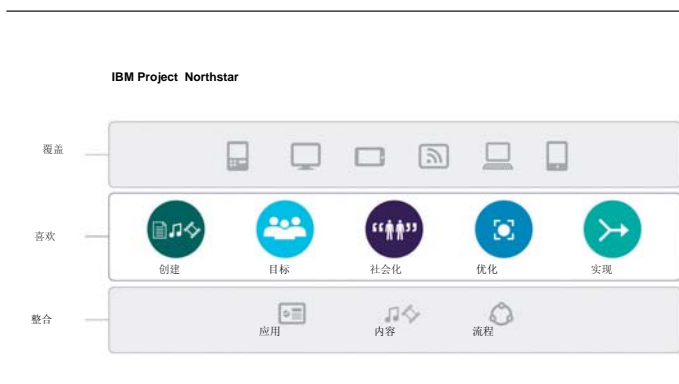 IBM Project Northstar
覆盖
喜欢
创建 目标 社会化 优化 实现
整合
应用 内容 流程